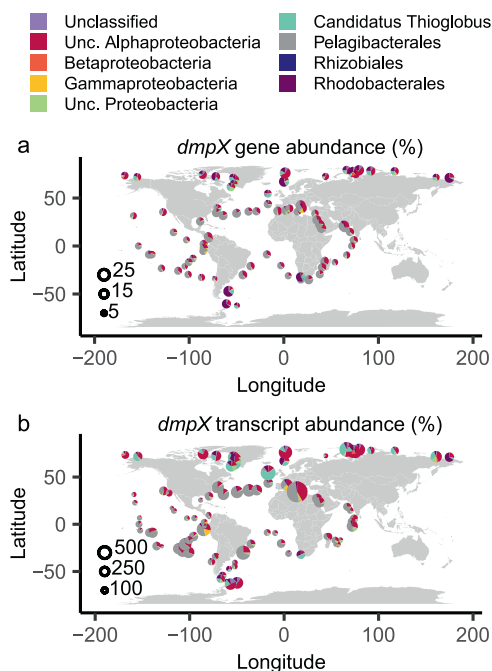 Unclassified
Unc. Alphaproteobacteria
Betaproteobacteria
Gammaproteobacteria
Unc. Proteobacteria
Candidatus Thioglobus
Pelagibacterales
Rhizobiales
Rhodobacterales
a
dmpX gene abundance (%)
50
0
−50
Latitude
25
15
5
−200 −100 0 100 200
Longitude
b
dmpX transcript abundance (%)
50
0
−50
Latitude
500
250
100
−200 −100 0 100 200
Longitude